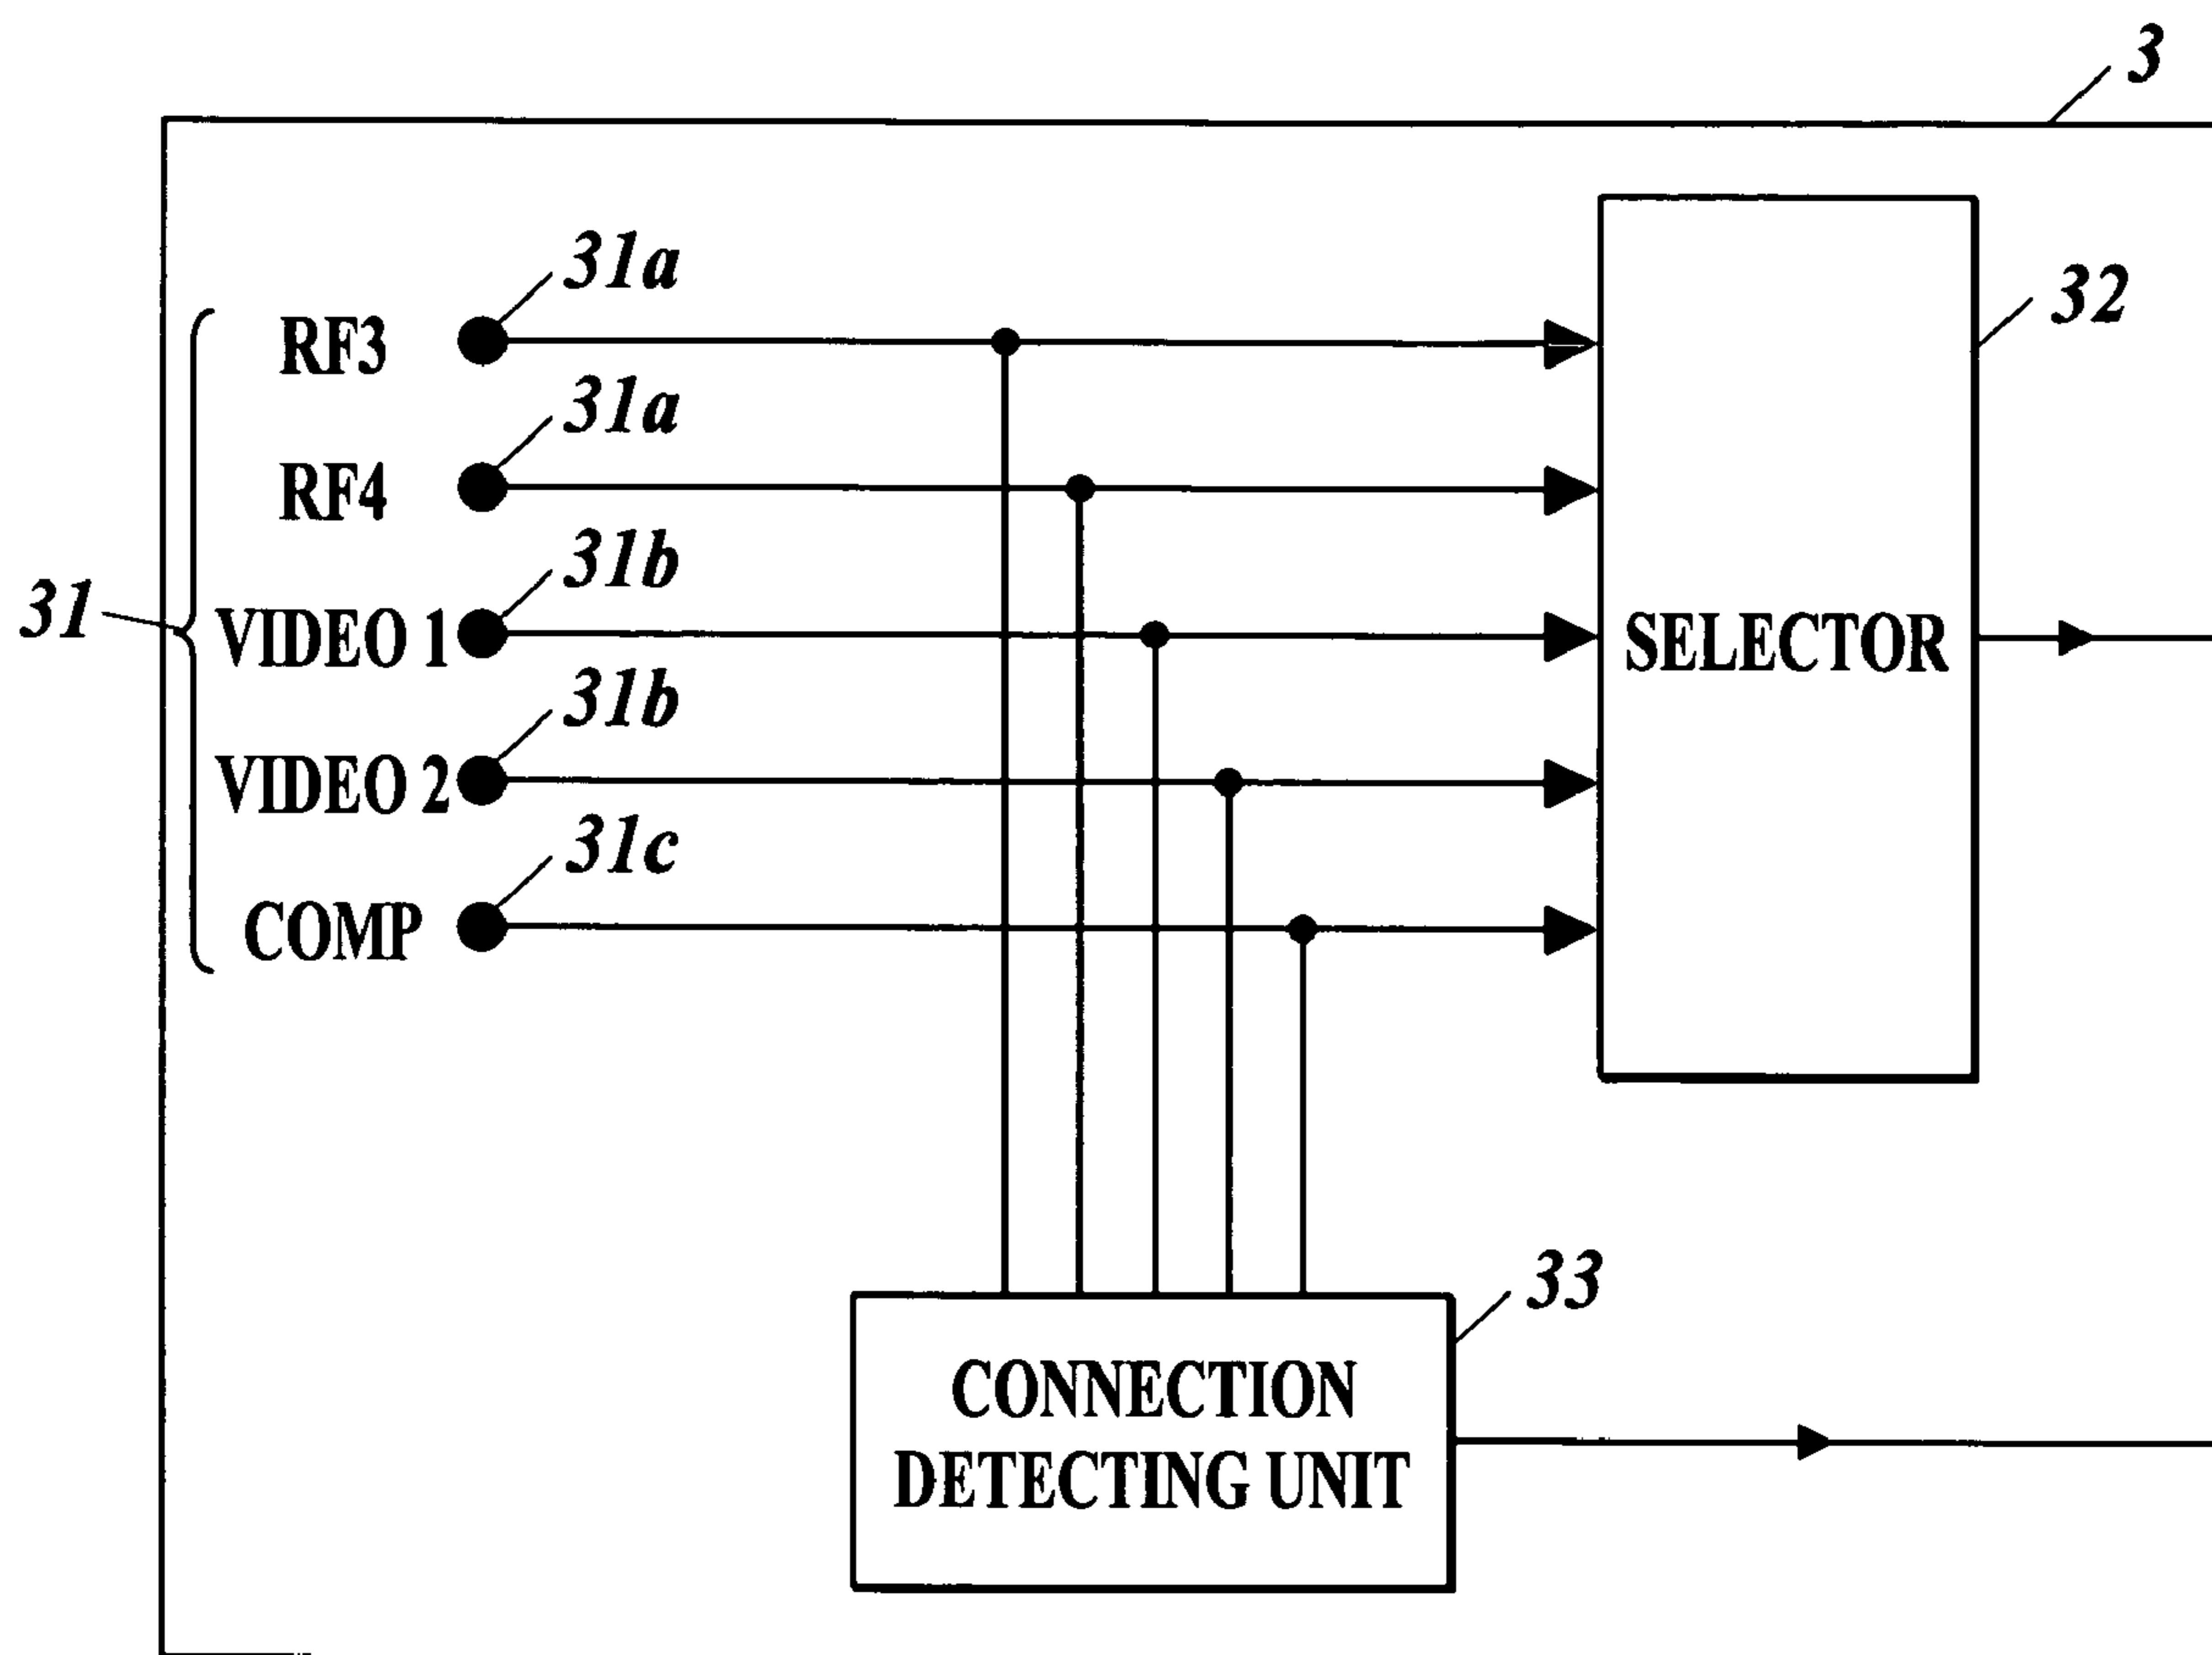 3
31a
RF3
32
31a
RF4
31b
31
VIDEO 1
SELECTOR
31b
VIDEO 2
31c
COMP
33
CONNECTION
DETECTING UNIT